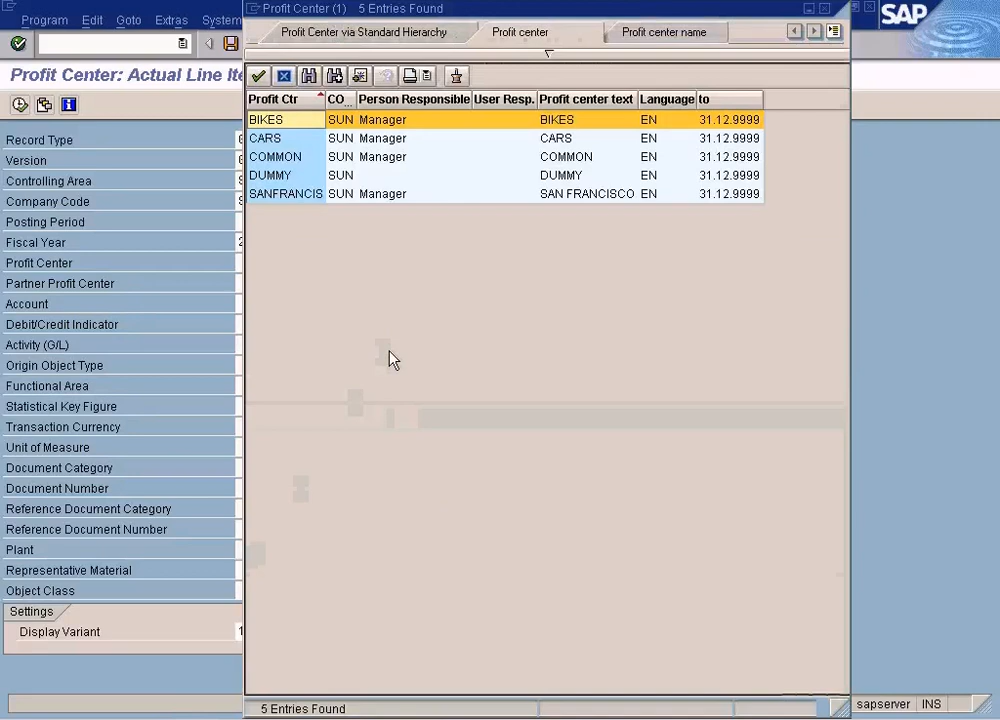 Profit Center (1) 5 Entries Found
Program Edit Goto Extras System
SAP
Profit Center via Standard Hierarchy Profit center Profit center name
Profit Center: Actual Line Ite
Profit Ctr CO... Person Responsible User Resp. Profit center text Language to
BIKES SUN Manager BIKES EN 31.12.9999
CARS SUN Manager CARS EN 31.12.9999
COMMON SUN Manager COMMON EN 31.12.9999
DUMMY SUN DUMMY EN 31.12.9999
SANFRANCIS SUN Manager SAN FRANCISCO EN 31.12.9999
Record Type
Version
Controlling Area
Company Code
Posting Period
Fiscal Year 2
Profit Center
Partner Profit Center
Account
Debit/Credit Indicator
Activity (G/L)
Origin Object Type
Functional Area
Statistical Key Figure
Transaction Currency
Unit of Measure
Document Category
Document Number
Reference Document Category
Reference Document Number
Plant
Representative Material
Object Class
Settings
Display Variant 1
5 Entries Found
sapserver INS